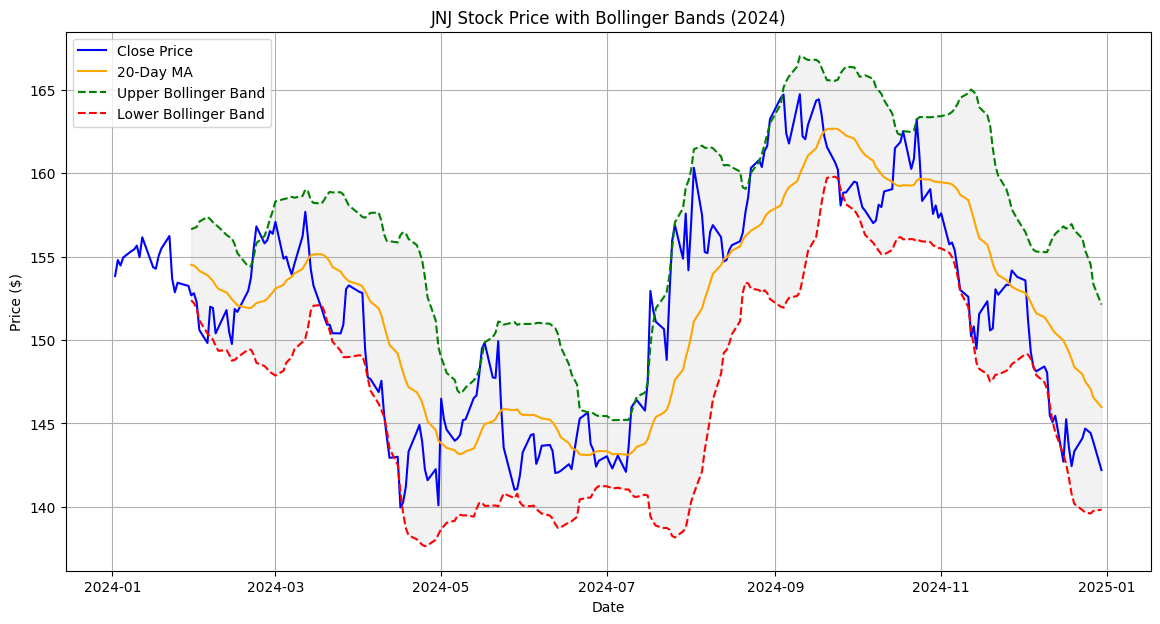 JNJ Stock Price with Bollinger Bands (2024)
Close Price
20-Day MA
Upper Bollinger Band
Lower Bollinger Band
Price ($)
165
160
155
150
145
140
2024-01
2024-03
2024-05
2024-07
2024-09
2024-11
2025-01
Date